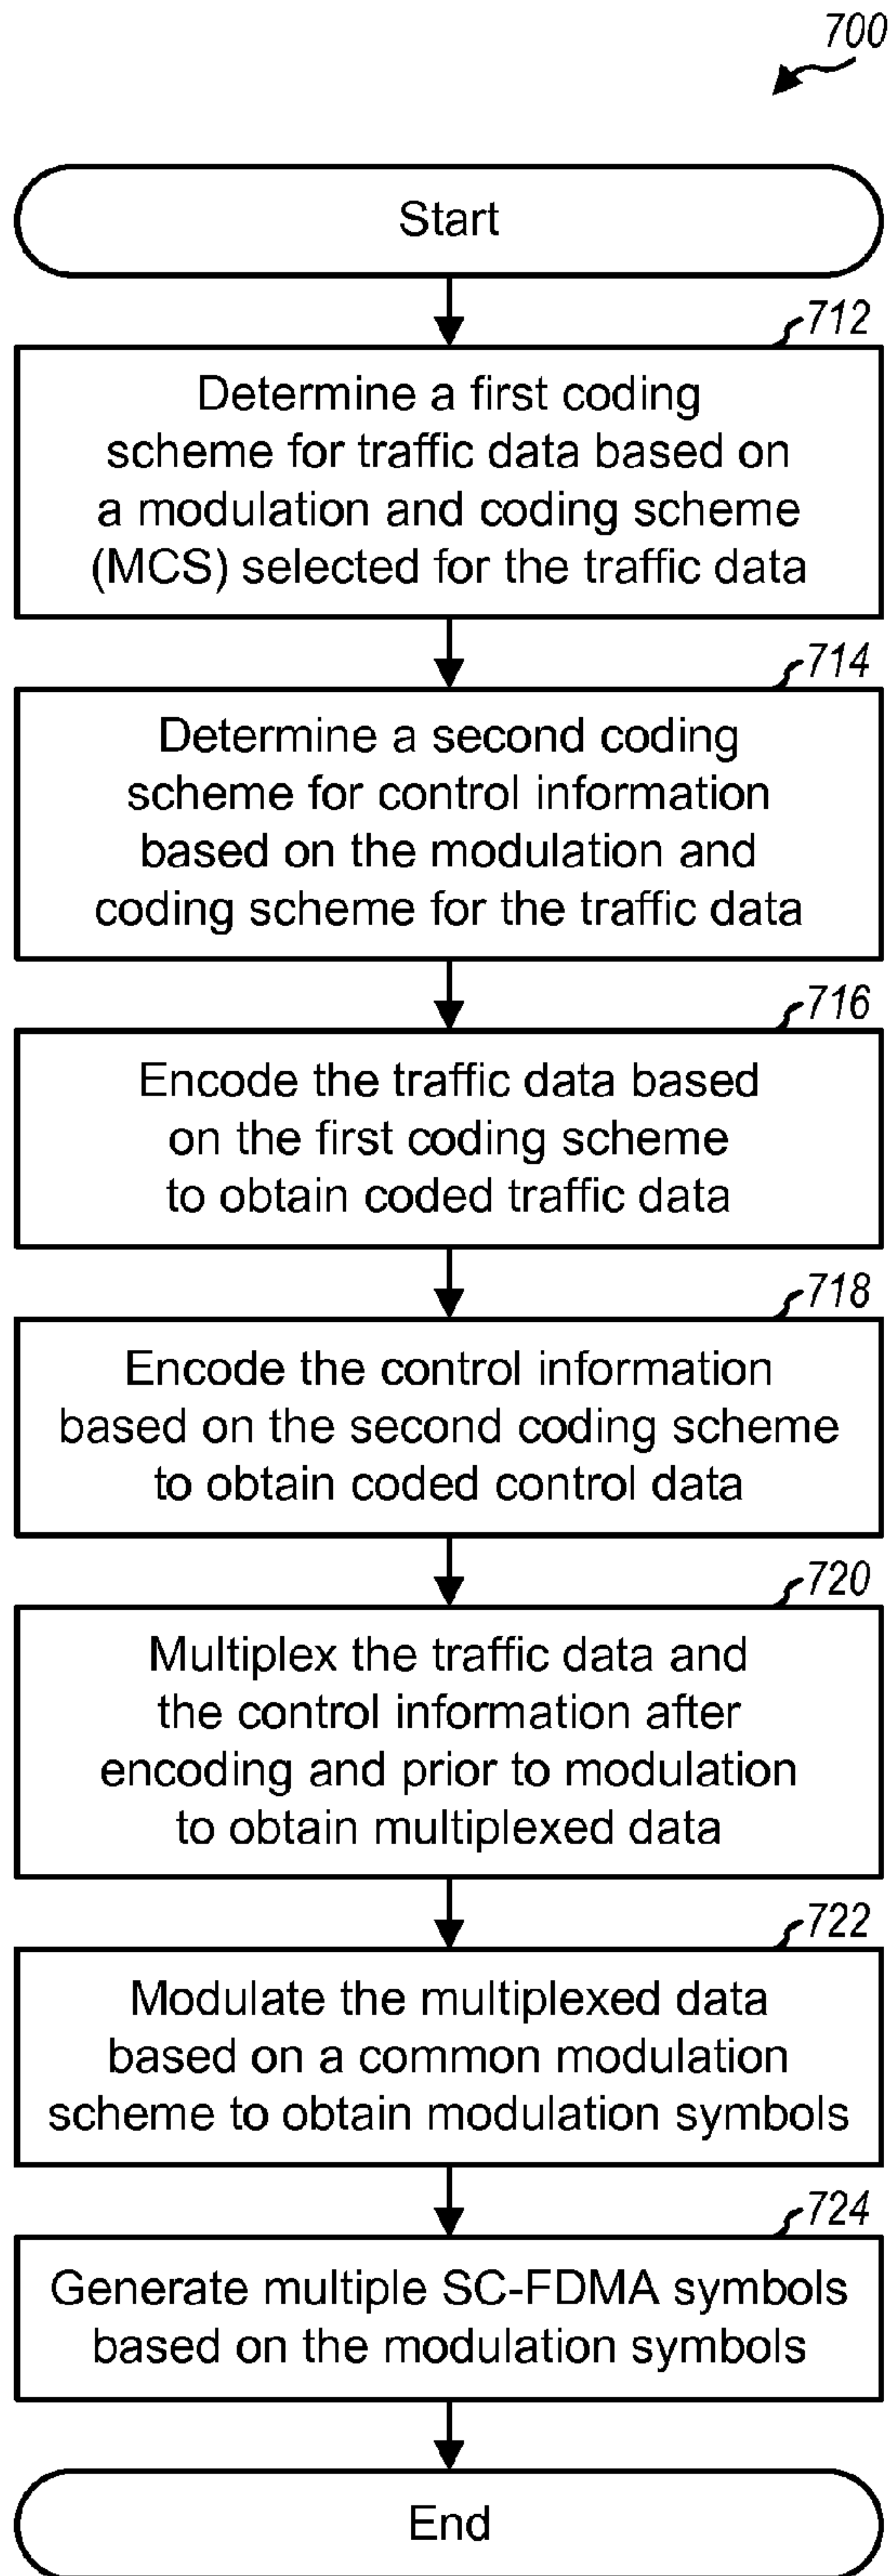 700
Start
712
Determine a first coding
scheme for traffic data based on
a modulation and coding scheme
(MCS) selected for the traffic data
714
Determine a second coding
scheme for control information
based on the modulation and
coding scheme for the traffic data
716
Encode the traffic data based
on the first coding scheme
to obtain coded traffic data
718
Encode the control information
based on the second coding scheme
to obtain coded control data
720
Multiplex the traffic data and
the control information after
encoding and prior to modulation
to obtain multiplexed data
722
Modulate the multiplexed data
based on a common modulation
scheme to obtain modulation symbols
724
Generate multiple SC-FDMA symbols
based on the modulation symbols
End